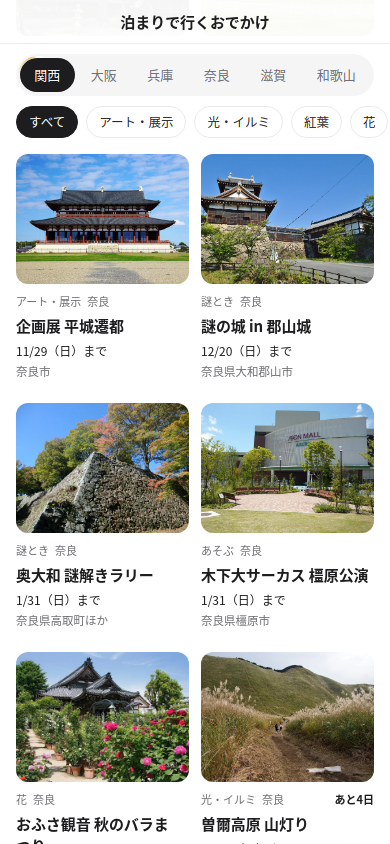 泊まりで行くおでかけ
関西 大阪 兵庫 奈良 滋賀 和歌山
すべて アート・展示 光・イルミ 紅葉 花
アート・展示 奈良
企画展 平城遷都
11/29（日）まで
奈良市
謎とき 奈良
謎の城 in 郡山城
12/20（日）まで
奈良県大和郡山市
謎とき 奈良
奥大和 謎解きラリー
1/31（日）まで
奈良県高取町ほか
あそぶ 奈良
木下大サーカス 橿原公演
1/31（日）まで
奈良県橿原市
花 奈良
おふさ観音 秋のバラま
つり
光・イルミ 奈良 あと4日
曽爾高原 山灯り